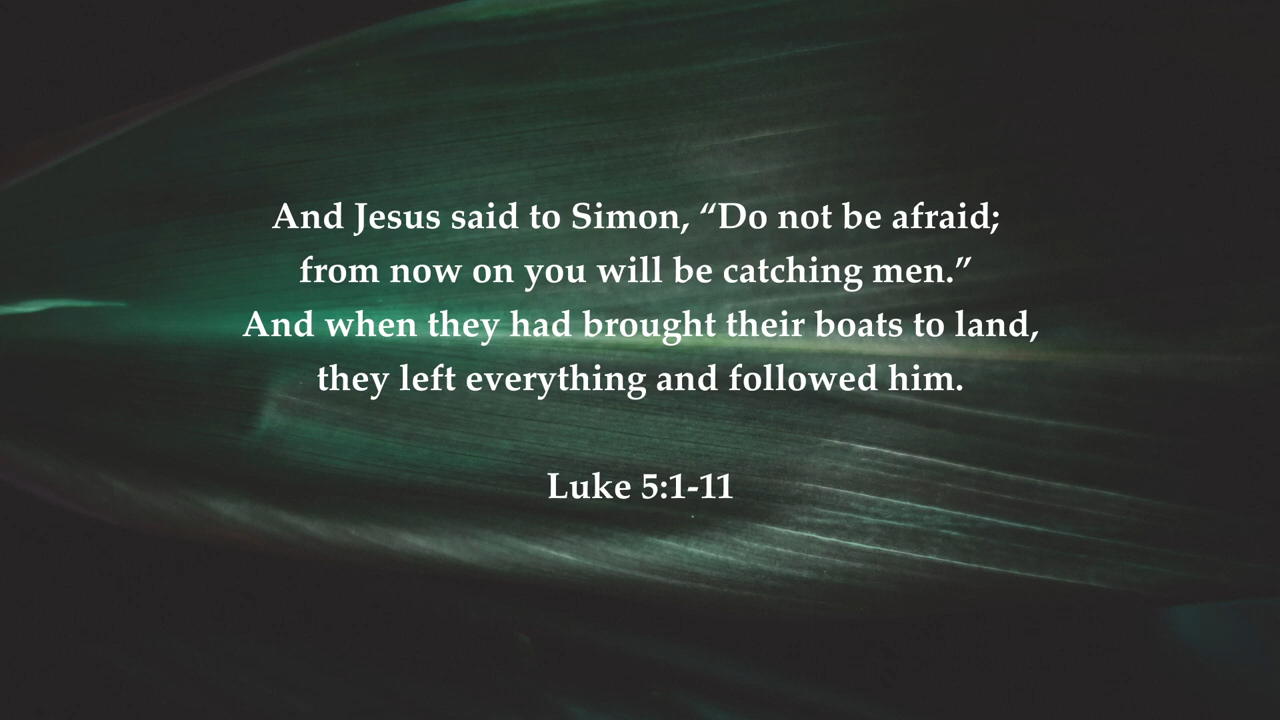 And Jesus said to Simon, “Do not be afraid;
from now on you will be catching men.”
And when they had brought their boats to land,
they left everything and followed him.
Luke 5:1-11